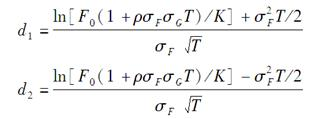 d₁ = ln[F₀(1 + ρσ_Fσ_GT)/K] + σ_F²T/2 / σ_F √T
d₂ = ln[F₀(1 + ρσ_Fσ_GT)/K] − σ_F²T/2 / σ_F √T